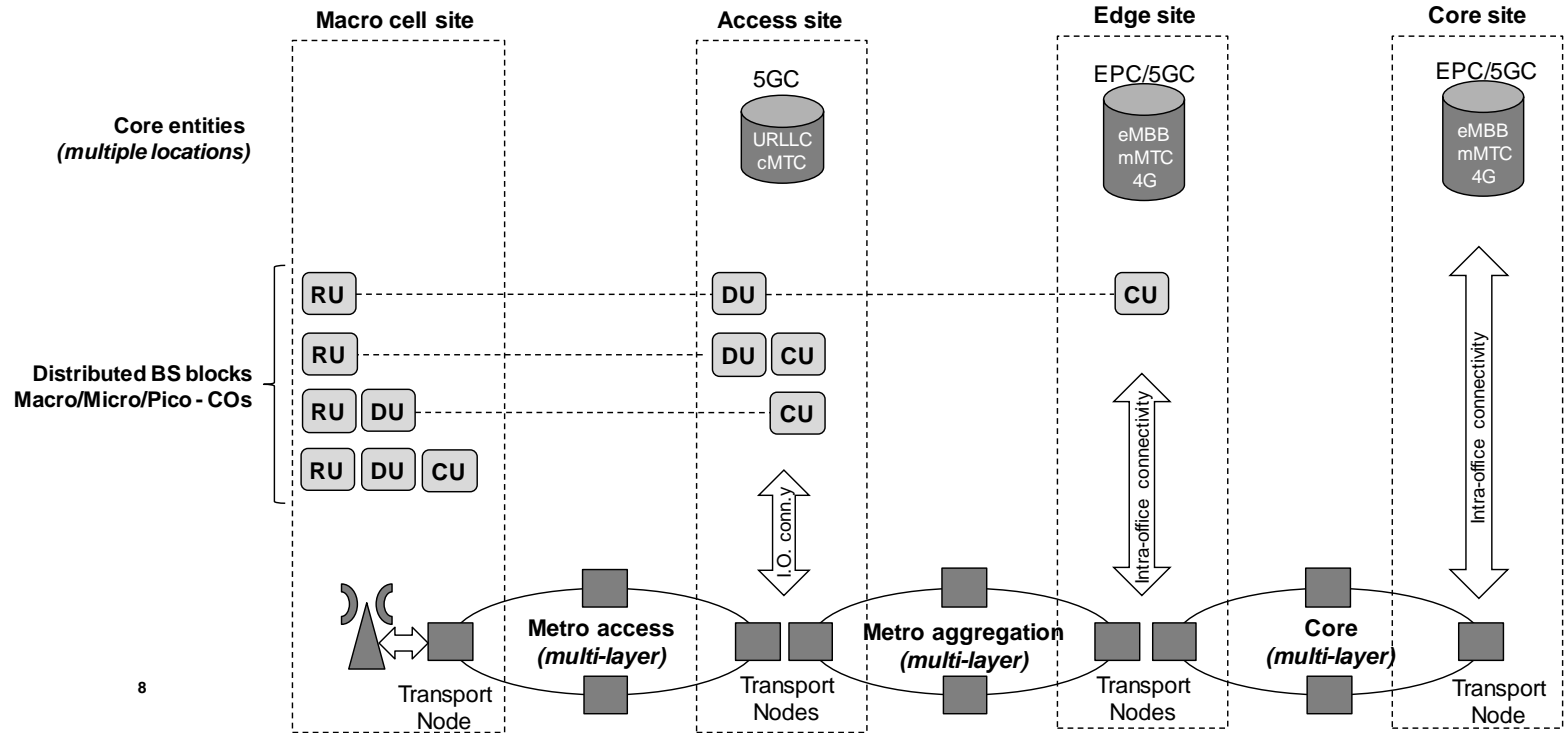 Macro cell site
Access site
Edge site
Core site
Core entities
(multiple locations)
5GC
URLLC
cMTC
EPC/5GC
eMBB
mMTC
4G
EPC/5GC
eMBB
mMTC
4G
Distributed BS blocks
Macro/Micro/Pico - COs
RU
DU
CU
RU
DU
CU
RU
DU
CU
RU
DU
CU
I.O. conn.y
Intra-office connectivity
Intra-office connectivity
Metro access
(multi-layer)
Metro aggregation
(multi-layer)
Core
(multi-layer)
Transport
Node
Transport
Nodes
Transport
Nodes
Transport
Node
8